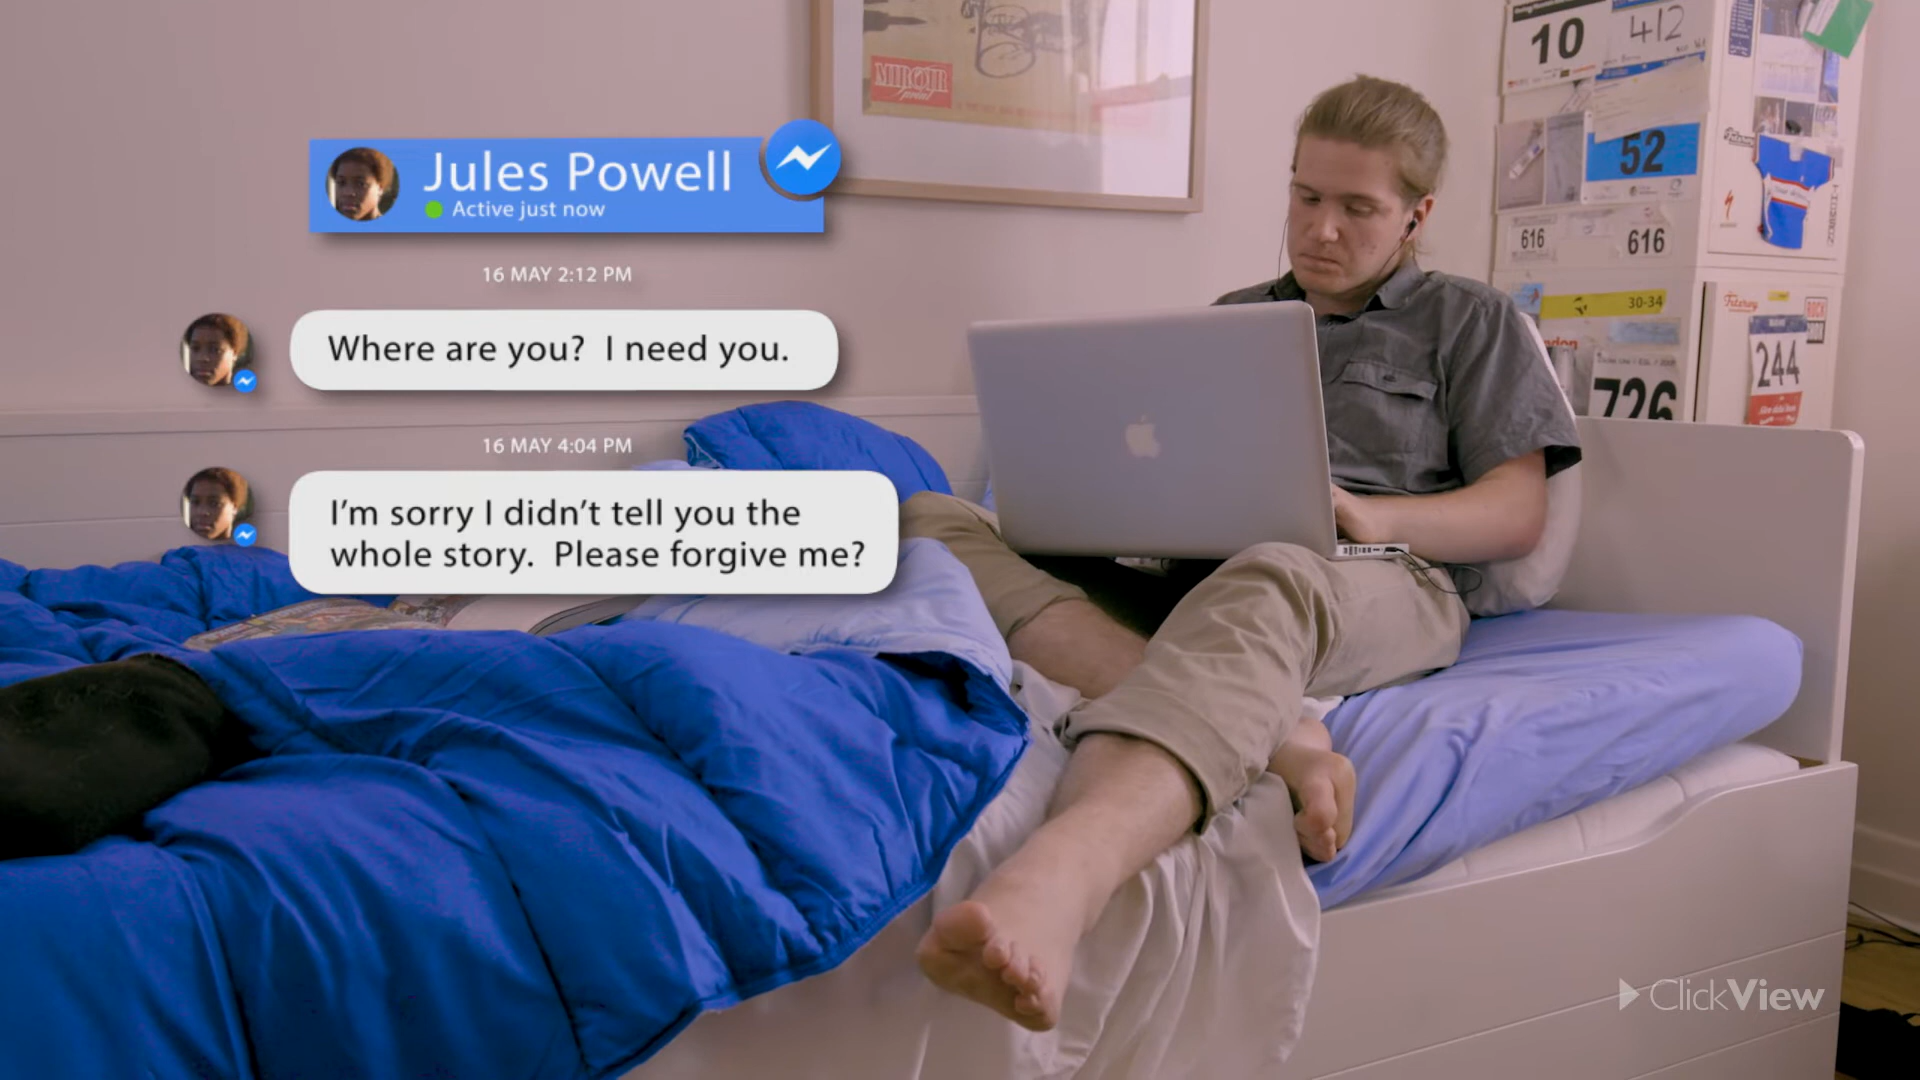 Jules Powell
Active just now
16 MAY 2:12 PM
Where are you?  I need you.
16 MAY 4:04 PM
I'm sorry I didn't tell you the
whole story.  Please forgive me?
MIROIR
print
10
412
52
616
616
30-34
244
726
ROCK
ClickView